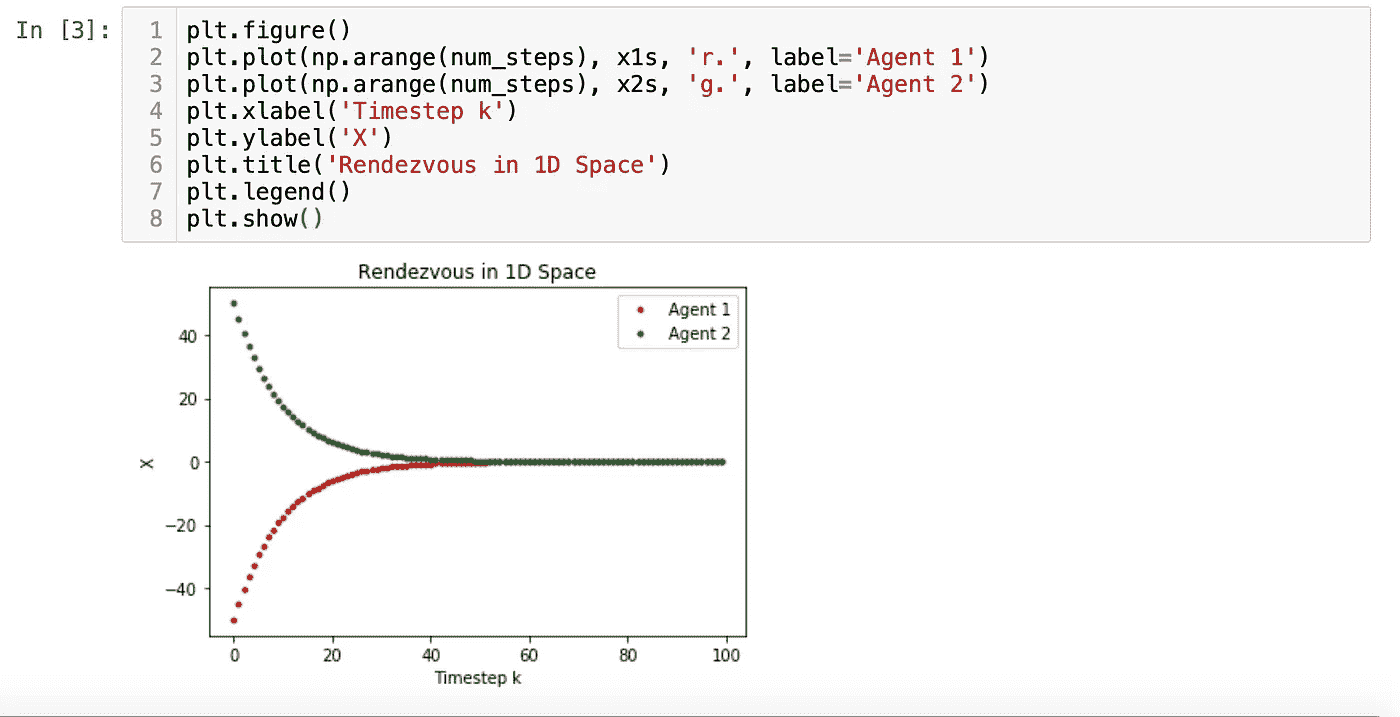 In [3]:
1 plt.figure()
2 plt.plot(np.arange(num_steps), x1s, 'r.', label='Agent 1')
3 plt.plot(np.arange(num_steps), x2s, 'g.', label='Agent 2')
4 plt.xlabel('Timestep k')
5 plt.ylabel('X')
6 plt.title('Rendezvous in 1D Space')
7 plt.legend()
8 plt.show()
Rendezvous in 1D Space
Agent 1
Agent 2
40
20
0
−20
−40
X
0 20 40 60 80 100
Timestep k